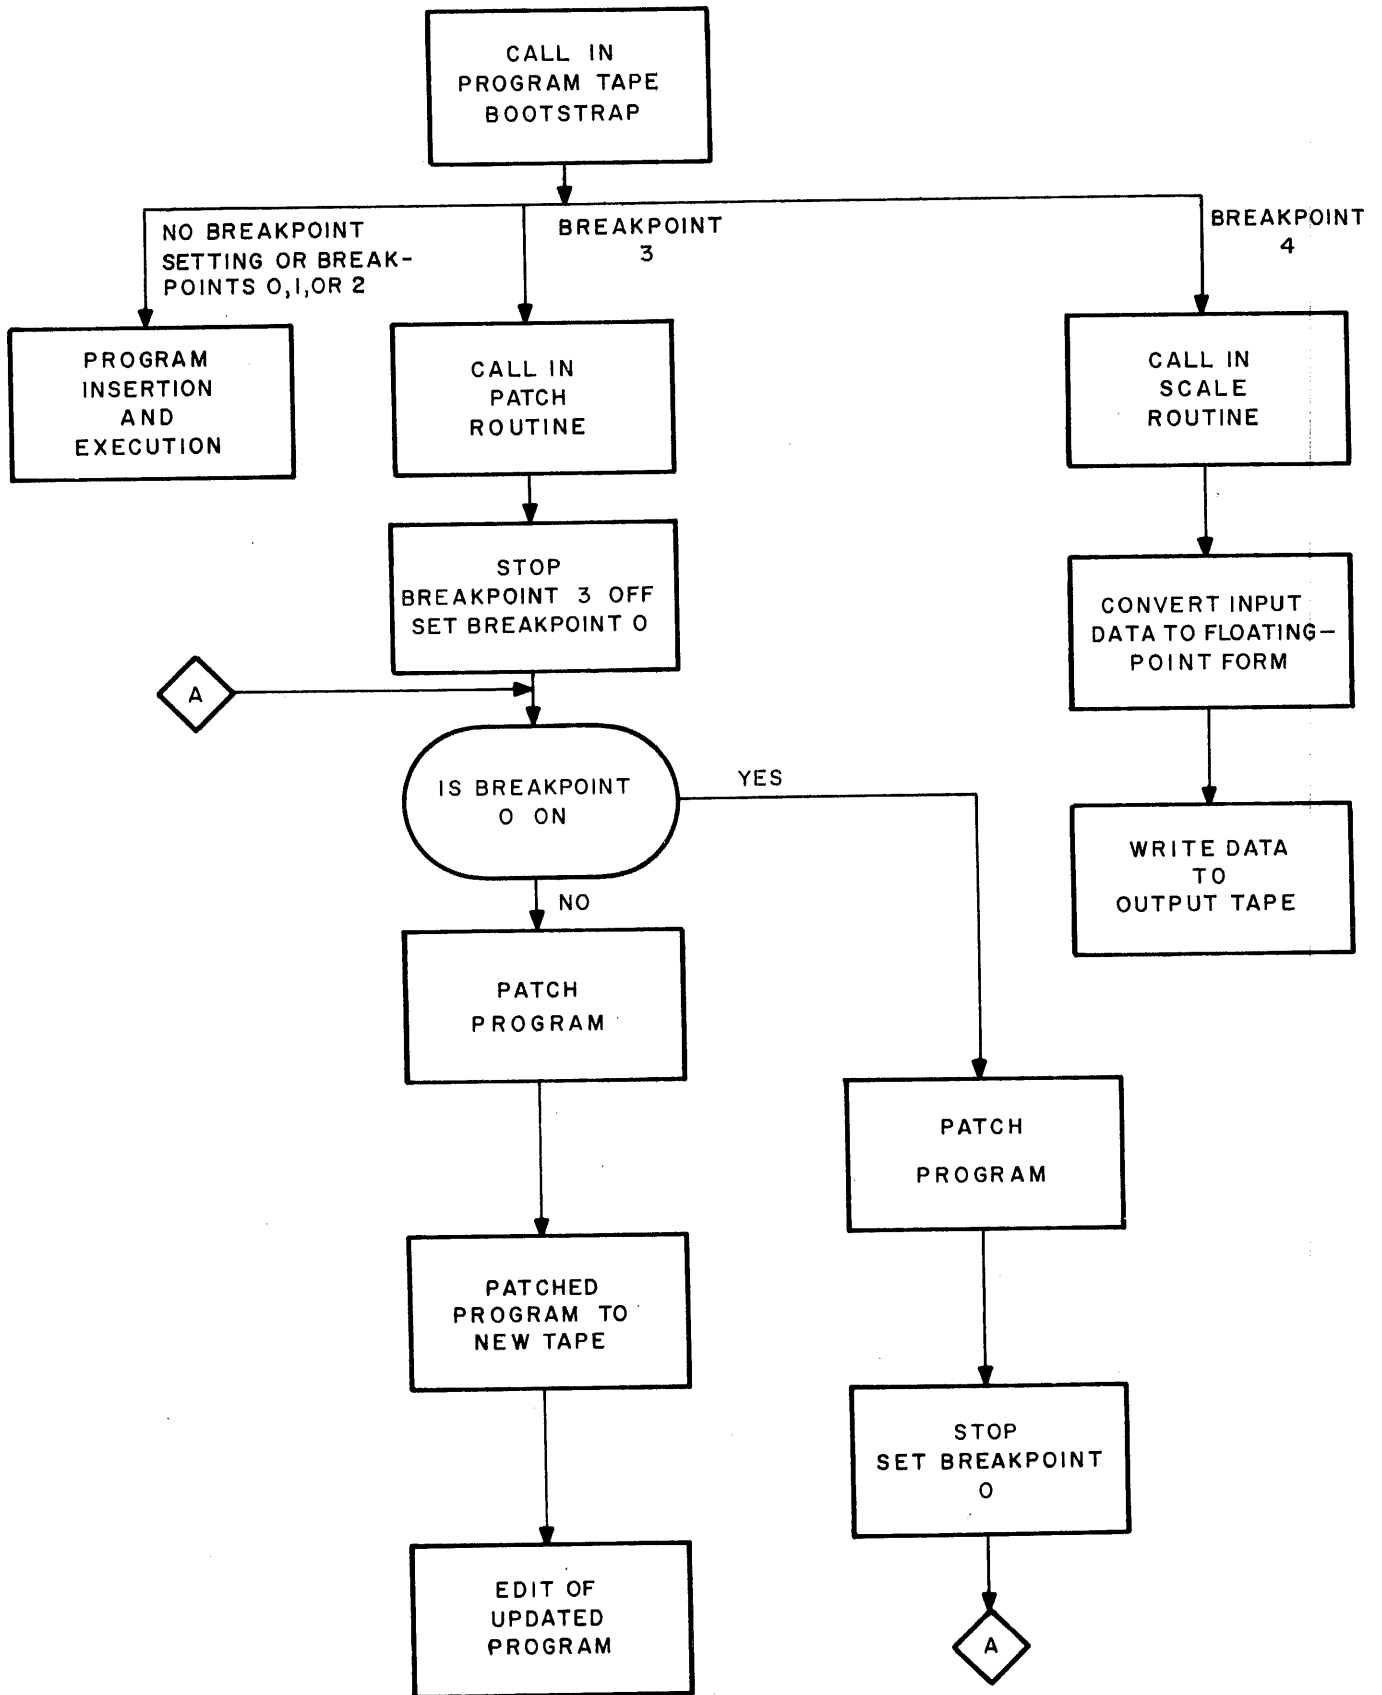 CALL IN
PROGRAM TAPE
BOOTSTRAP
NO BREAKPOINT
SETTING OR BREAK-
POINTS 0,1,OR 2
BREAKPOINT
3
BREAKPOINT
4
PROGRAM
INSERTION
AND
EXECUTION
CALL IN
PATCH
ROUTINE
CALL IN
SCALE
ROUTINE
STOP
BREAKPOINT 3 OFF
SET BREAKPOINT 0
CONVERT INPUT
DATA TO FLOATING-
POINT FORM
A
IS BREAKPOINT
0 ON
YES
NO
WRITE DATA
TO
OUTPUT TAPE
PATCH
PROGRAM
PATCH
PROGRAM
PATCHED
PROGRAM TO
NEW TAPE
STOP
SET BREAKPOINT
0
EDIT OF
UPDATED
PROGRAM
A